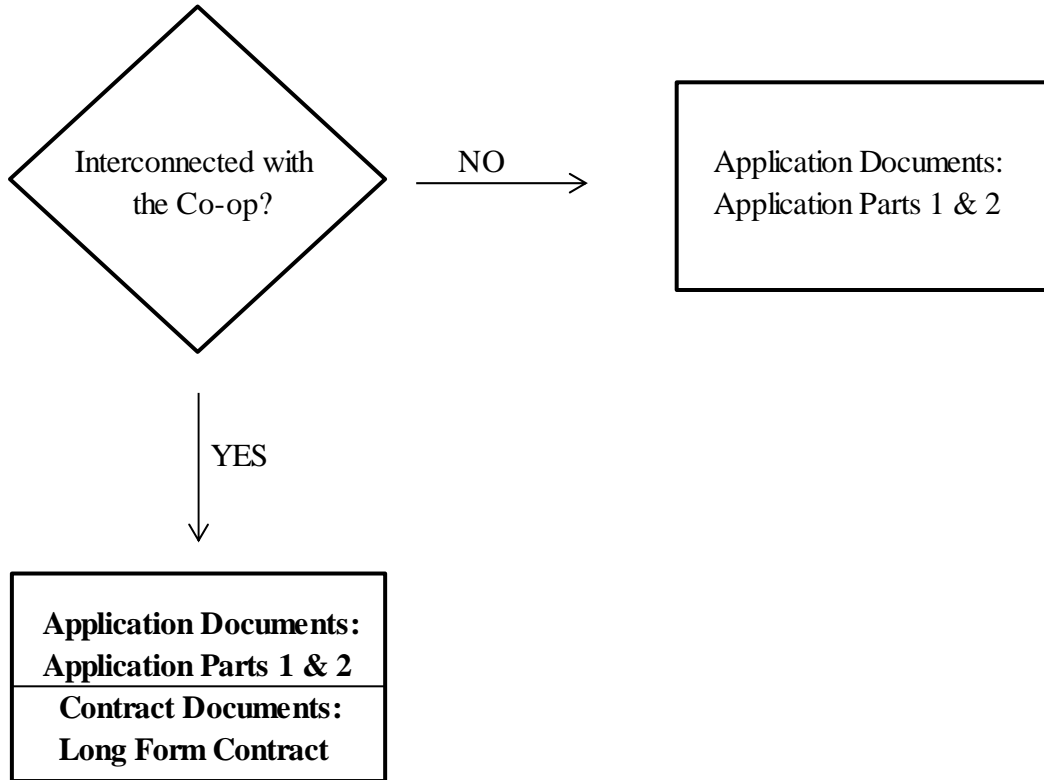 Interconnected with
the Co-op?
NO
Application Documents:
Application Parts 1 & 2
YES
Application Documents:
Application Parts 1 & 2
Contract Documents:
Long Form Contract